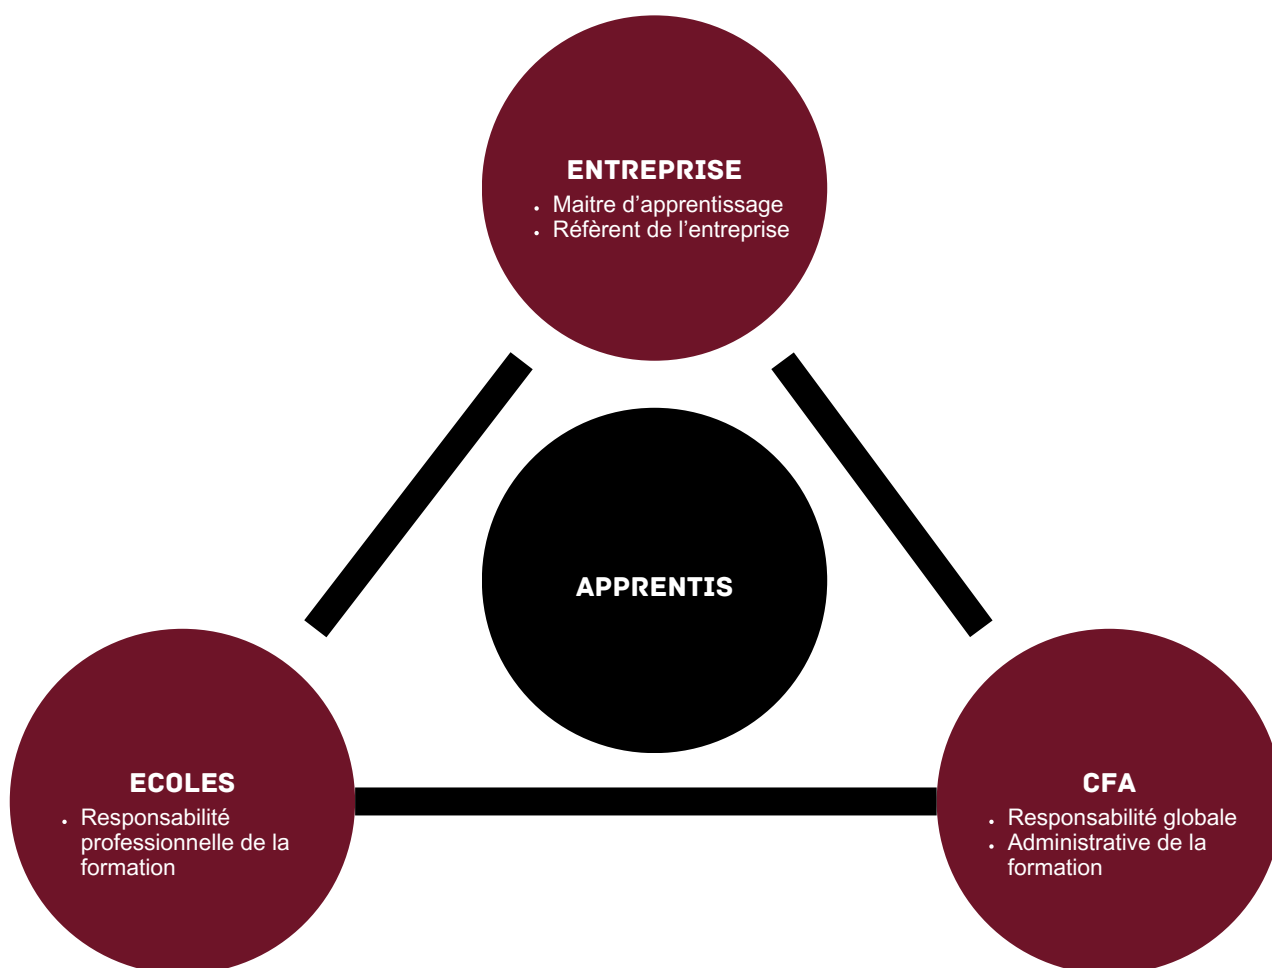 ENTREPRISE
• Maitre d’apprentissage
• Réfèrent de l’entreprise
APPRENTIS
ECOLES
• Responsabilité
professionnelle de la
formation
CFA
• Responsabilité globale
• Administrative de la
formation